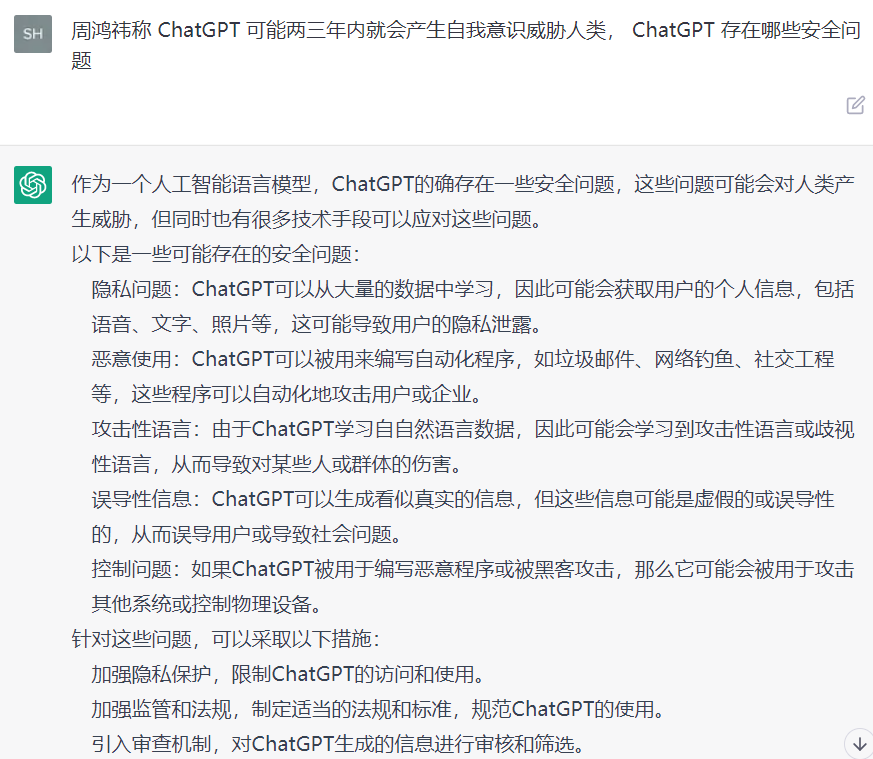 SH
周鸿祎称 ChatGPT 可能两三年内就会产生自我意识威胁人类， ChatGPT 存在哪些安全问
题
作为一个人工智能语言模型，ChatGPT的确存在一些安全问题，这些问题可能会对人类产
生威胁，但同时也有很多技术手段可以应对这些问题。
以下是一些可能存在的安全问题：
隐私问题：ChatGPT可以从大量的数据中学习，因此可能会获取用户的个人信息，包括
语音、文字、照片等，这可能导致用户的隐私泄露。
恶意使用：ChatGPT可以被用来编写自动化程序，如垃圾邮件、网络钓鱼、社交工程
等，这些程序可以自动化地攻击用户或企业。
攻击性语言：由于ChatGPT学习自自然语言数据，因此可能会学习到攻击性语言或歧视
性语言，从而导致对某些人或群体的伤害。
误导性信息：ChatGPT可以生成看似真实的信息，但这些信息可能是虚假的或误导性
的，从而误导用户或导致社会问题。
控制问题：如果ChatGPT被用于编写恶意程序或被黑客攻击，那么它可能会被用于攻击
其他系统或控制物理设备。
针对这些问题，可以采取以下措施：
加强隐私保护，限制ChatGPT的访问和使用。
加强监管和法规，制定适当的法规和标准，规范ChatGPT的使用。
引入审查机制，对ChatGPT生成的信息进行审核和筛选。